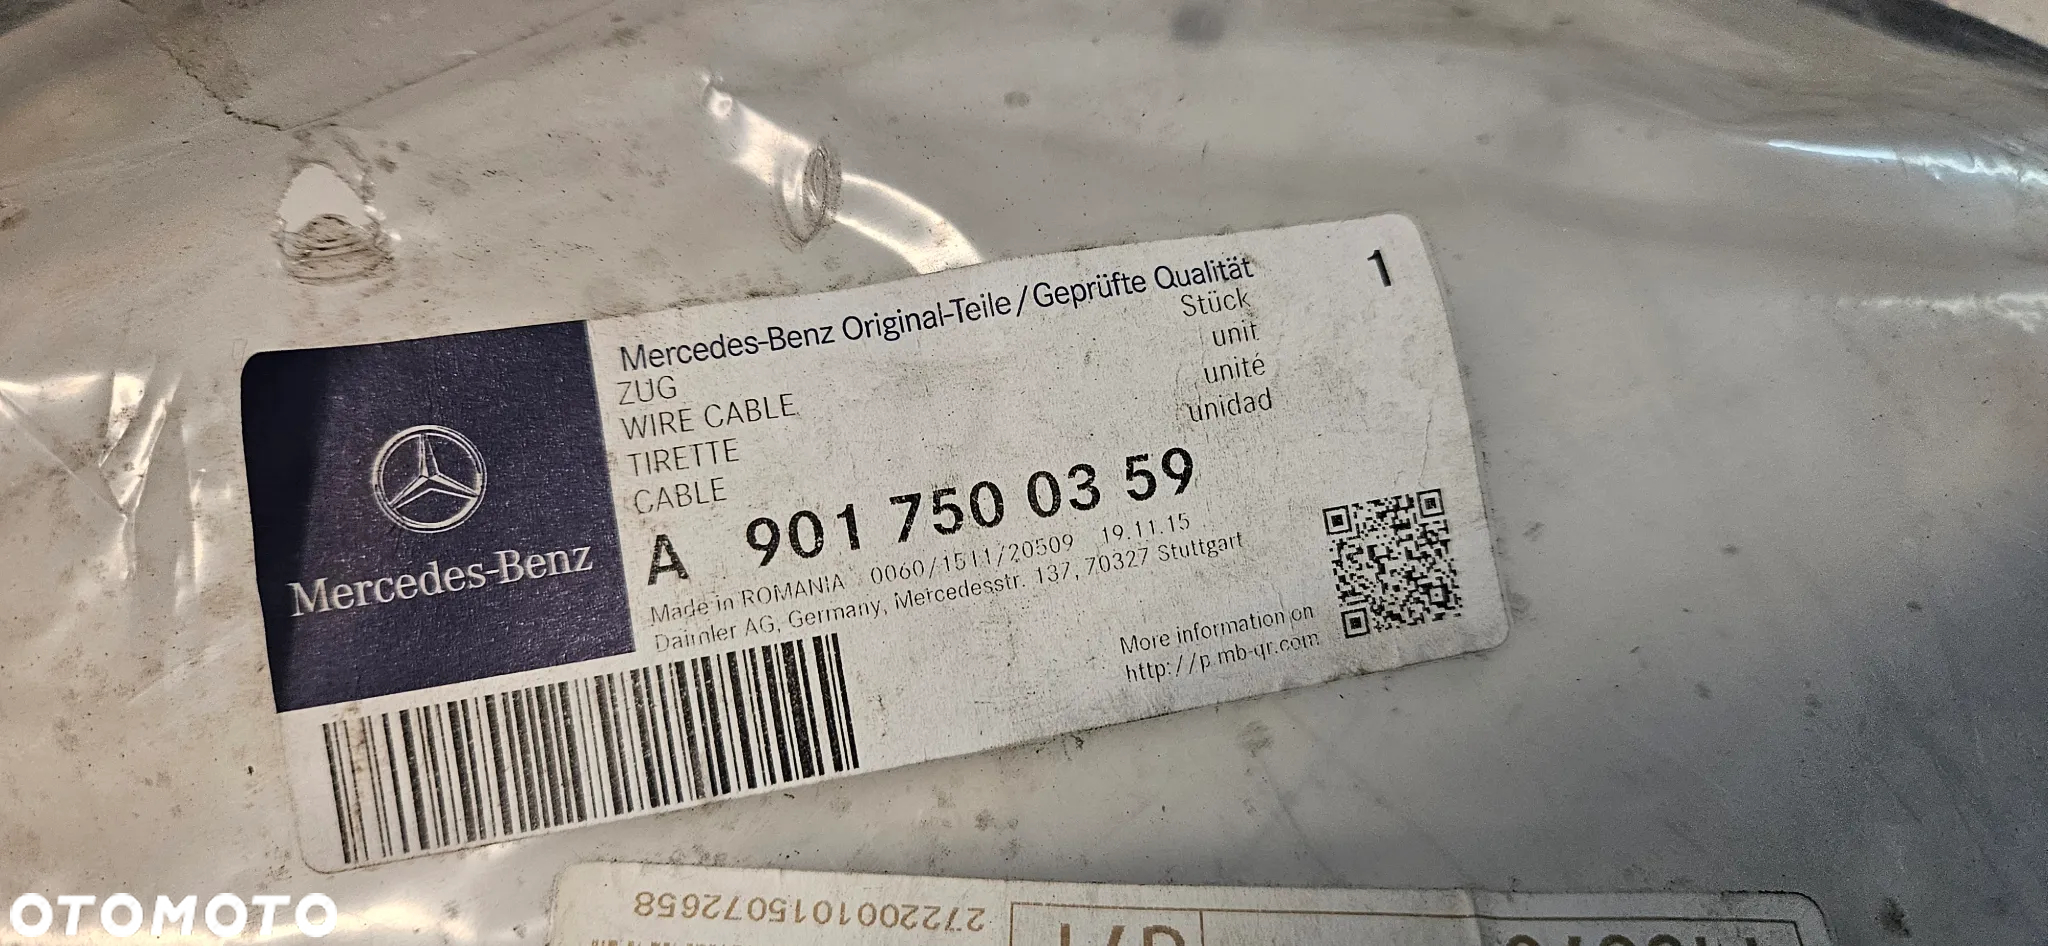 Mercedes-Benz Original-Teile / Geprüfte Qualität 1
ZUG Stück
WIRE CABLE unit
TIRETTE unité
CABLE unidad
A 901 750 03 59
Made in ROMANIA 0060/1511/20509 19.11.15
Daimler AG, Germany, Mercedesstr. 137, 70327 Stuttgart
Mercedes-Benz
More information on
http://p.mb-qr.com
2722001015072658
OTOMOTO